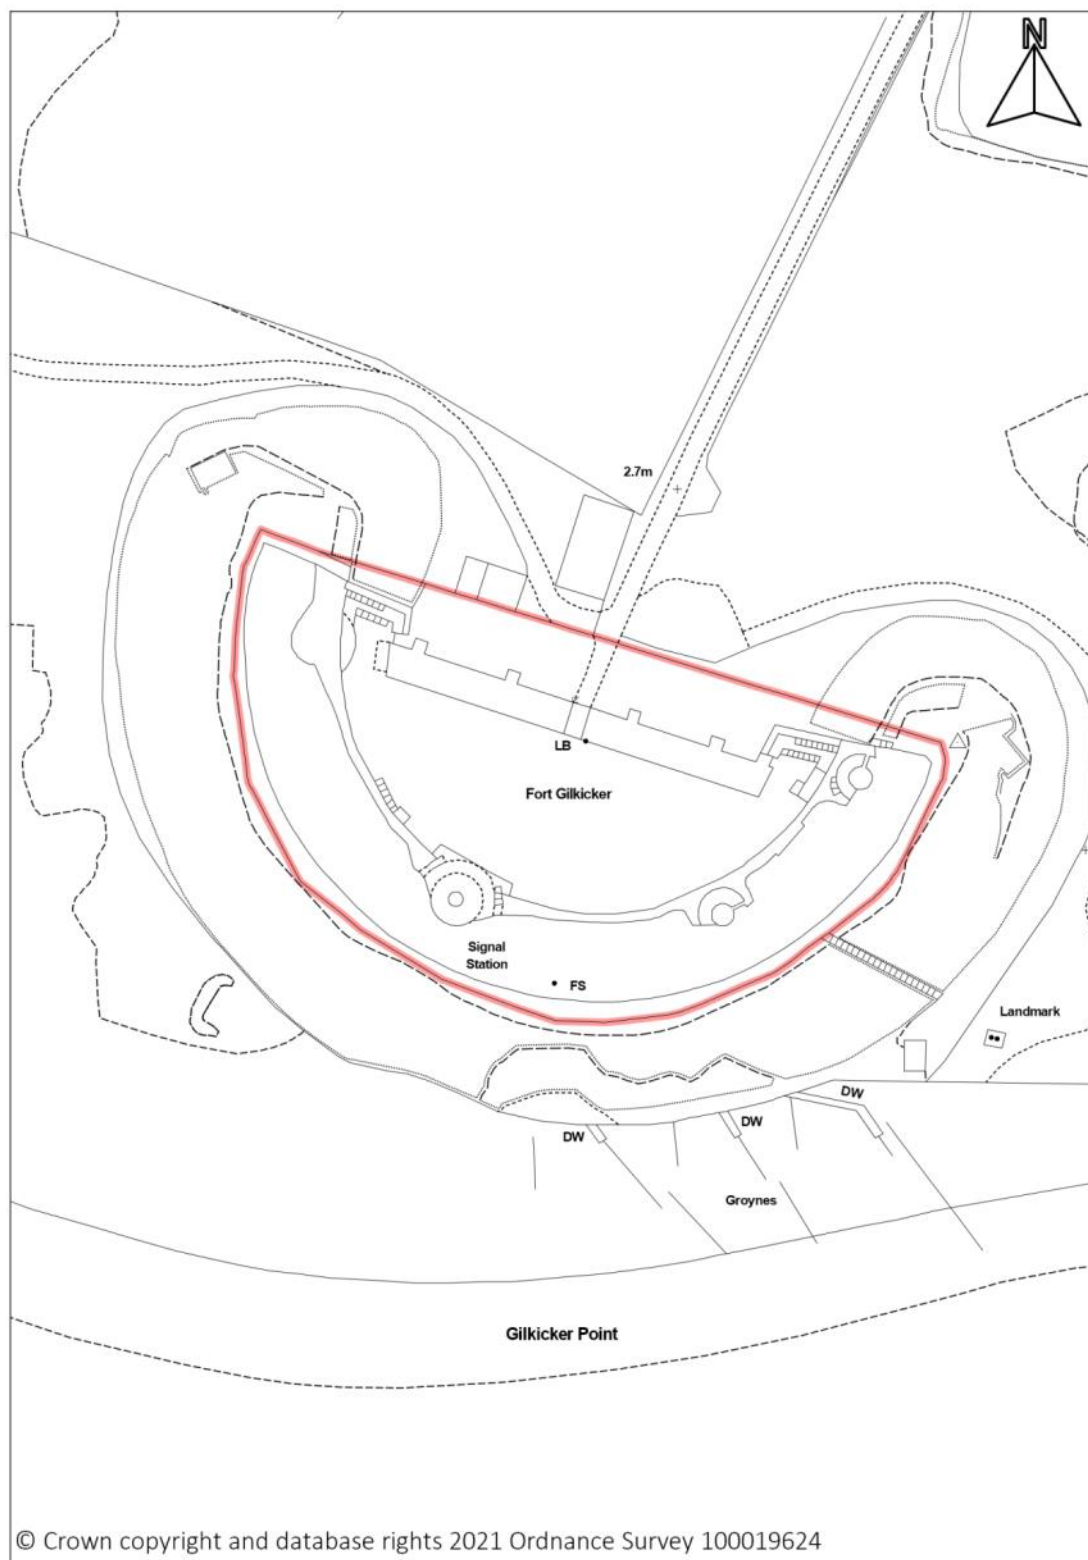 N
2.7m
LB
Fort Gilkicker
Signal
Station
FS
Landmark
DW
DW
DW
Groynes
Gilkicker Point
© Crown copyright and database rights 2021 Ordnance Survey 100019624